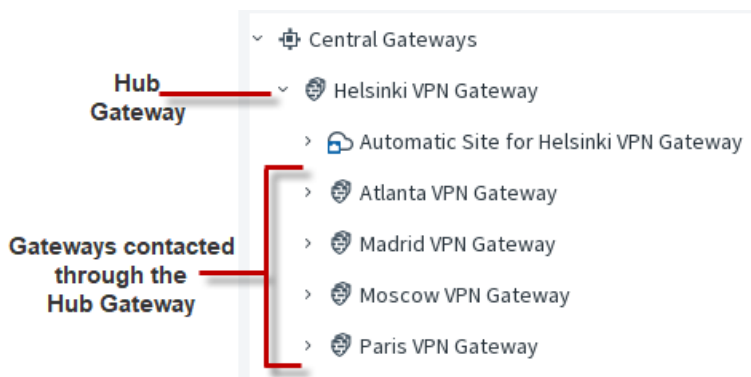 Central Gateways
Hub
Gateway
Helsinki VPN Gateway
Automatic Site for Helsinki VPN Gateway
Atlanta VPN Gateway
Gateways contacted
through the
Hub Gateway
Madrid VPN Gateway
Moscow VPN Gateway
Paris VPN Gateway